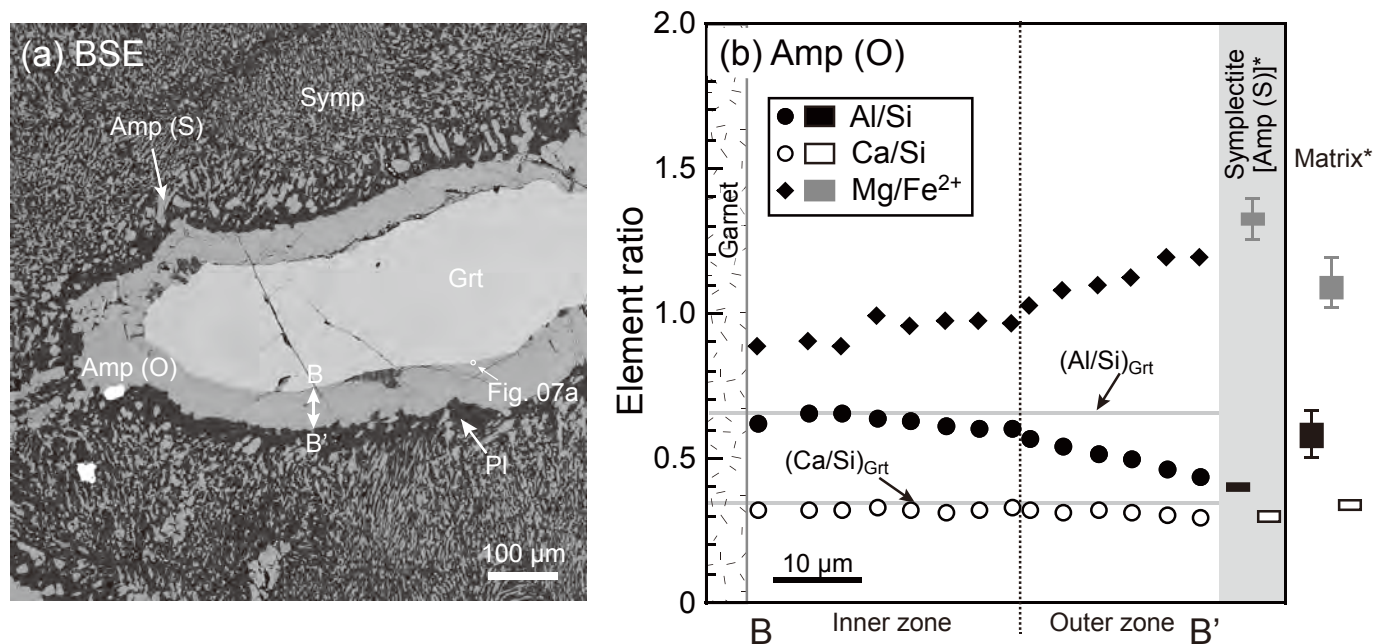 (a) BSE
Symp
Amp (S)
Grt
Amp (O)
B
Fig. 07a
B’
Pl
100 µm
2.0
1.5
1.0
0.5
0
Element ratio
(b) Amp (O)
Al/Si
Ca/Si
Mg/Fe²⁺
Garnet
(Al/Si)Grt
(Ca/Si)Grt
10 µm
Symplectite
[Amp (S)]*
Matrix*
B
Inner zone
Outer zone
B’